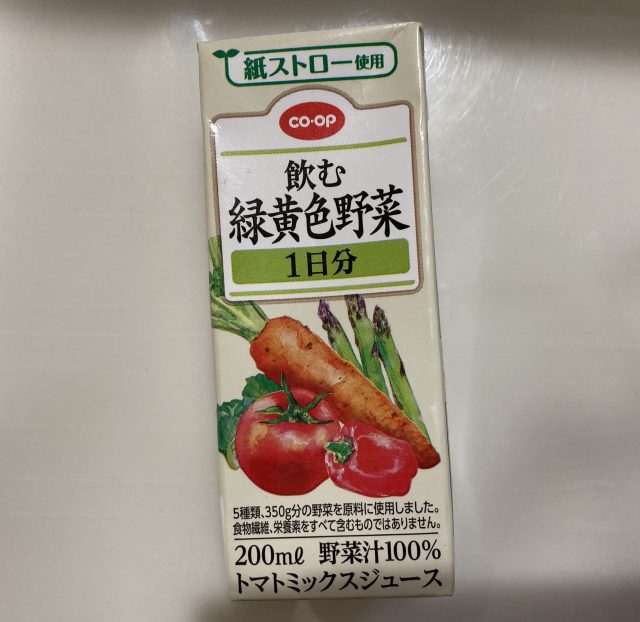 紙ストロー使用
CO·OP
飲む
緑黄色野菜
1日分
5種類、350g分の野菜を原料に使用しました。
食物繊維、栄養素をすべて含むものではありません。
200mℓ 野菜汁100%
トマトミックスジュース